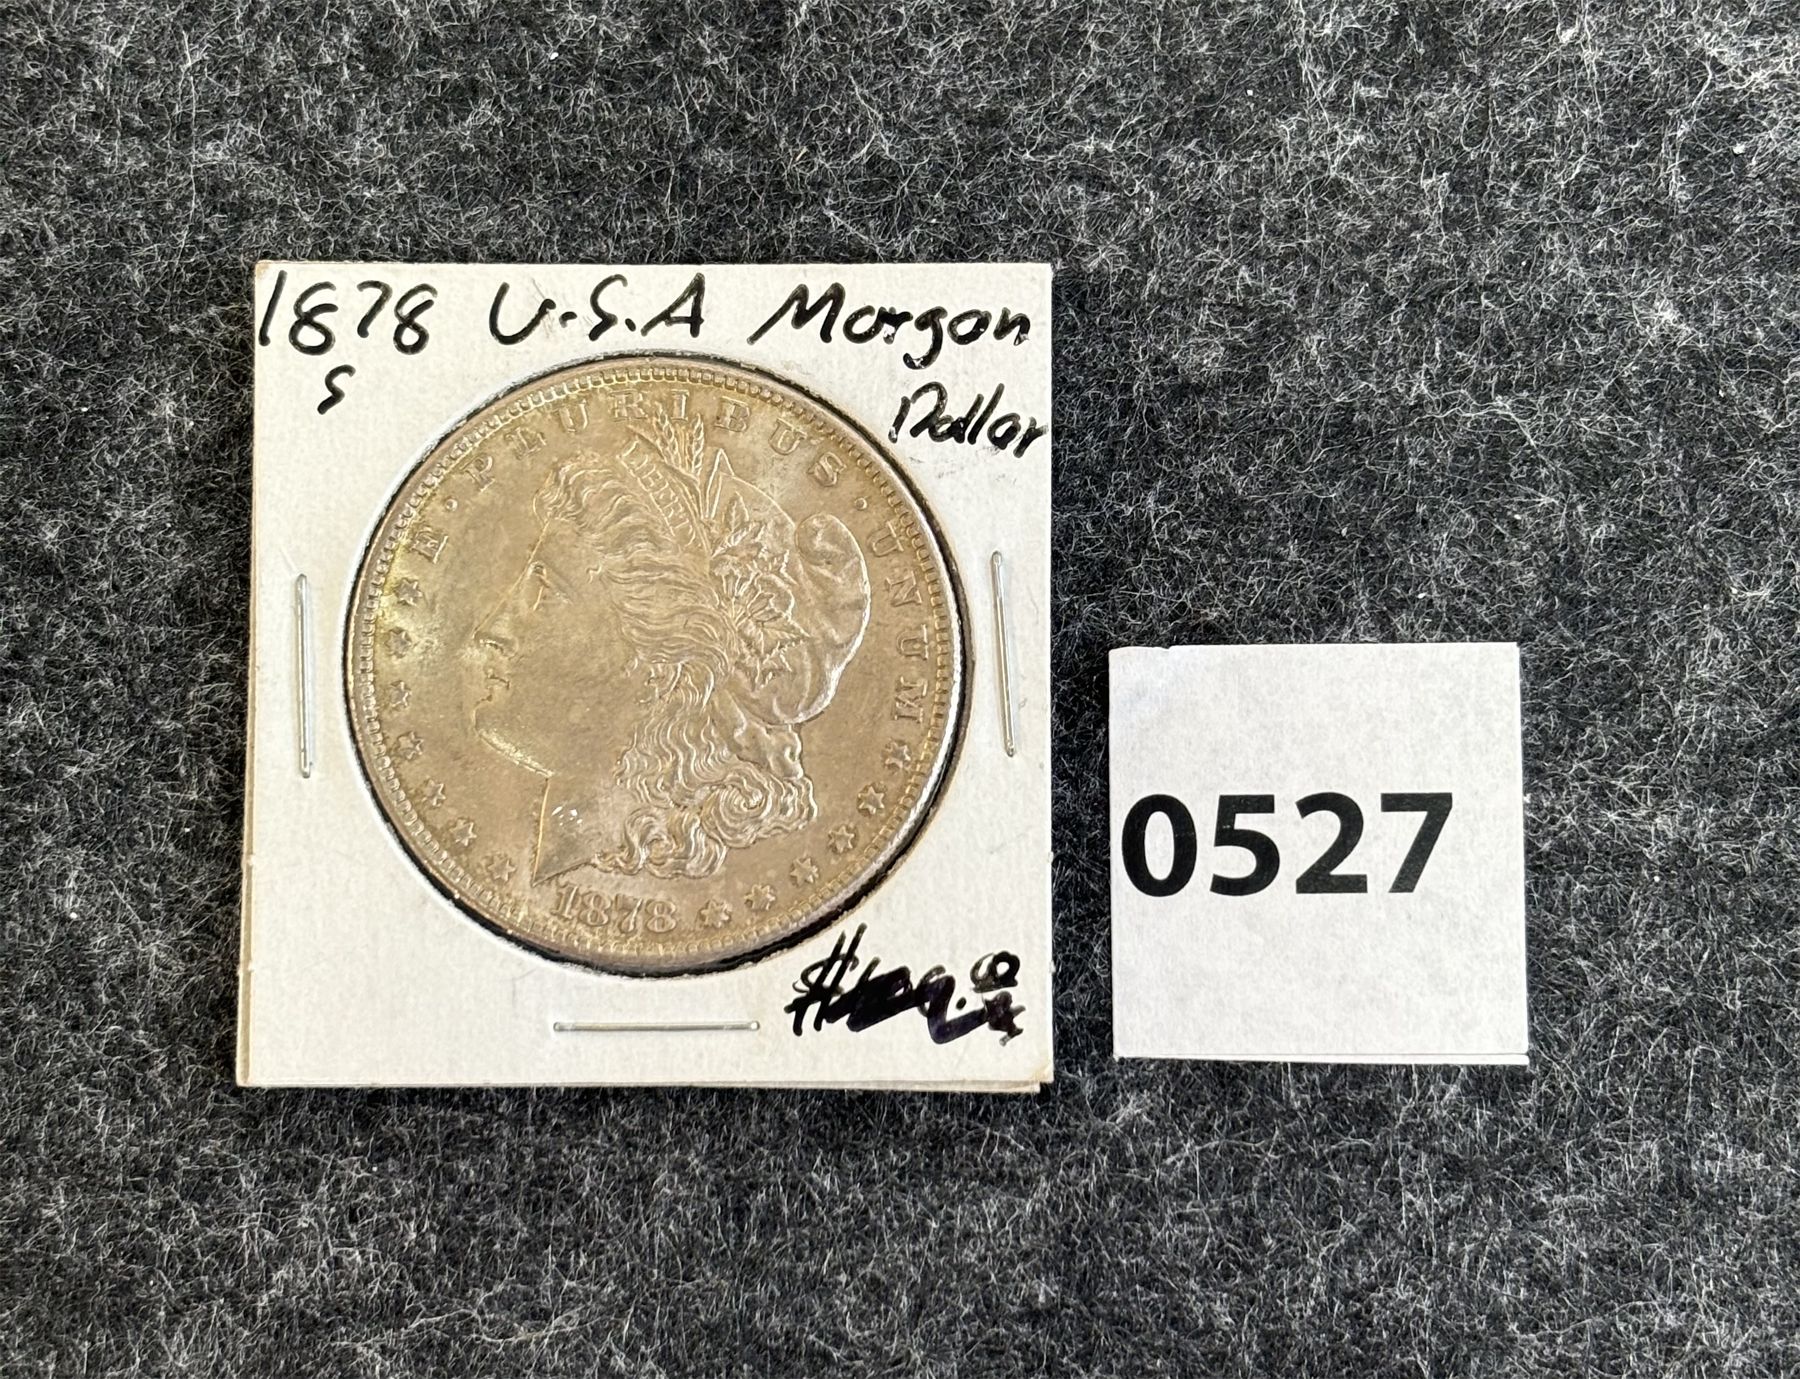 1878 U.S.A Morgan
S
Dollar
E · PLURIBUS · UNUM
LIBERTY
1878
0527